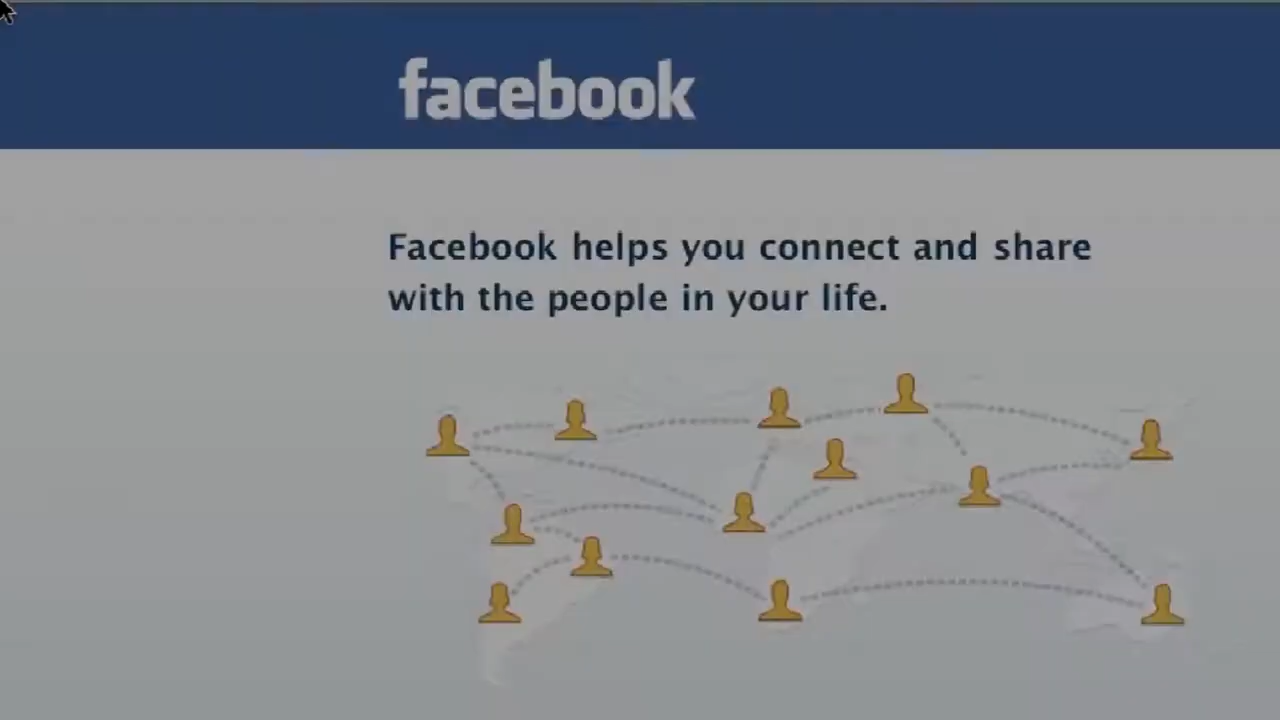 facebook
Facebook helps you connect and share
with the people in your life.